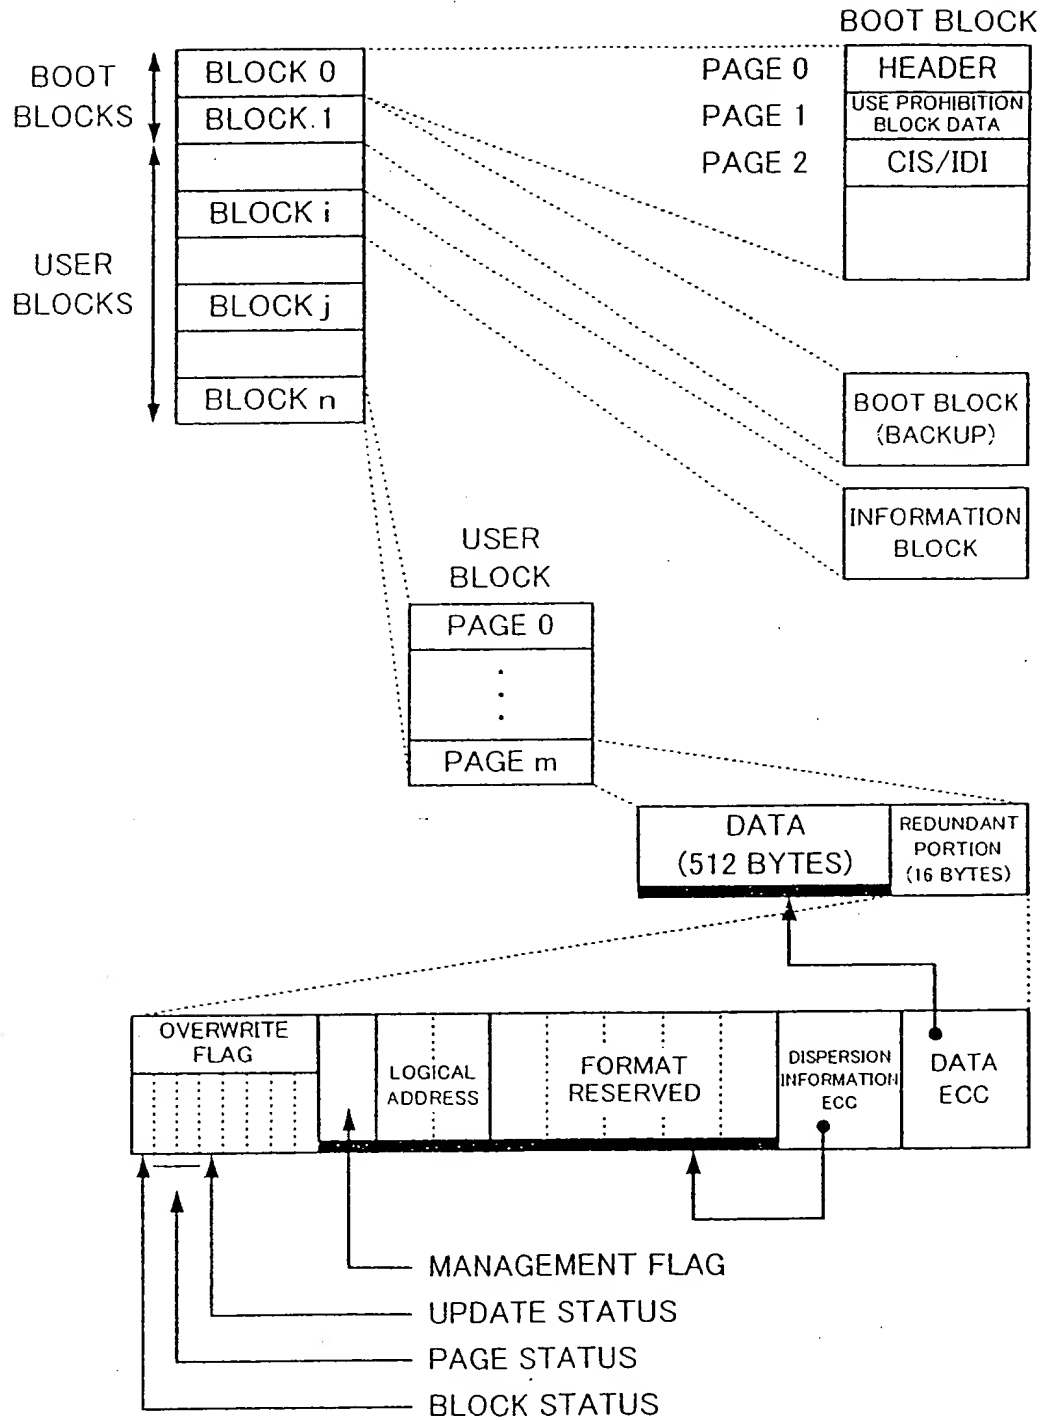 BOOT BLOCK
BOOT
BLOCKS
BLOCK 0
BLOCK.1
BLOCK i
BLOCK j
BLOCK n
USER
BLOCKS
PAGE 0
HEADER
PAGE 1
USE PROHIBITION
BLOCK DATA
PAGE 2
CIS/IDI
BOOT BLOCK
(BACKUP)
INFORMATION
BLOCK
USER
BLOCK
PAGE 0
PAGE m
DATA
(512 BYTES)
REDUNDANT
PORTION
(16 BYTES)
OVERWRITE
FLAG
LOGICAL
ADDRESS
FORMAT
RESERVED
DISPERSION
INFORMATION
ECC
DATA
ECC
MANAGEMENT FLAG
UPDATE STATUS
PAGE STATUS
BLOCK STATUS